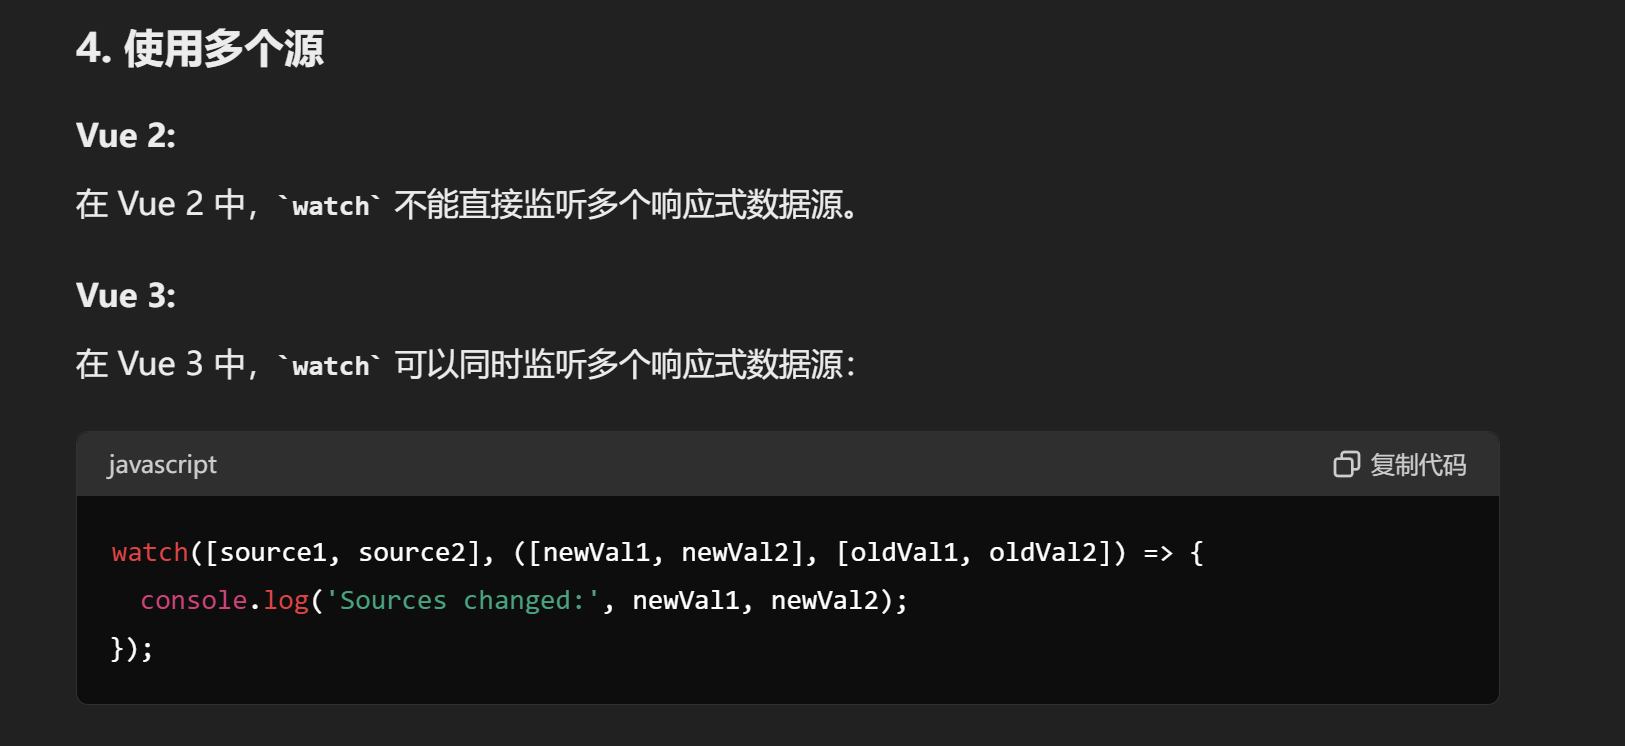 4. 使用多个源
Vue 2:
在 Vue 2 中，`watch` 不能直接监听多个响应式数据源。
Vue 3:
在 Vue 3 中，`watch` 可以同时监听多个响应式数据源：
javascript
复制代码
watch([source1, source2], ([newVal1, newVal2], [oldVal1, oldVal2]) => {
  console.log('Sources changed:', newVal1, newVal2);
});